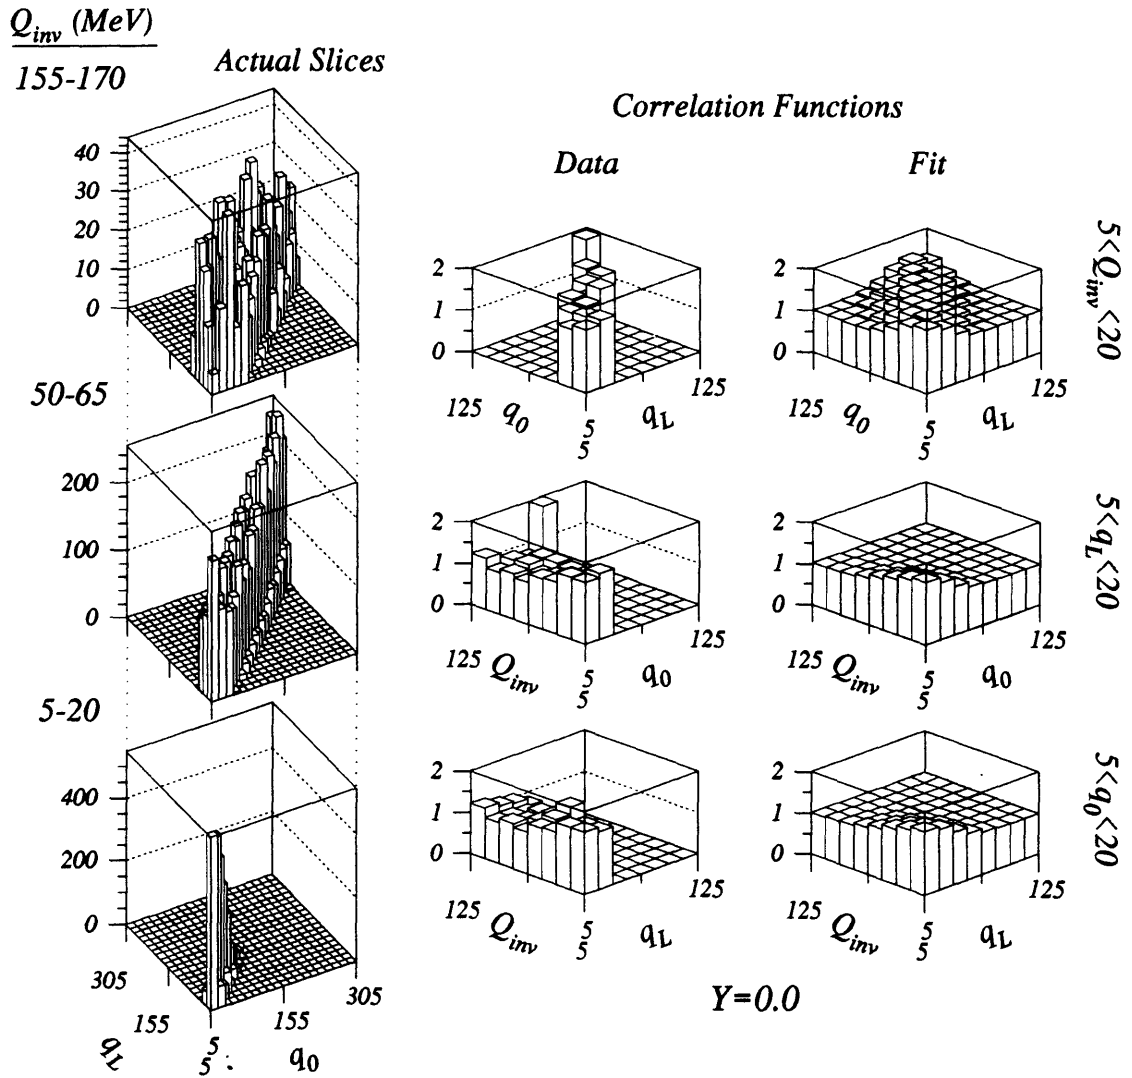 Q_inv (MeV)
Actual Slices
155-170
40
30
20
10
0
50-65
200
100
0
5-20
400
200
0
305
155
5
q_L
5
155
305
q_0
Correlation Functions
Data
Fit
2
1
0
125
q_0
5
5
q_L
125
2
1
0
125
q_0
5
5
q_L
125
5<Q_inv<20
2
1
0
125
Q_inv
5
5
q_0
125
2
1
0
125
Q_inv
5
5
q_0
125
5<q_L<20
2
1
0
125
Q_inv
5
5
q_L
125
2
1
0
125
Q_inv
5
5
q_L
125
5<q_0<20
Y=0.0